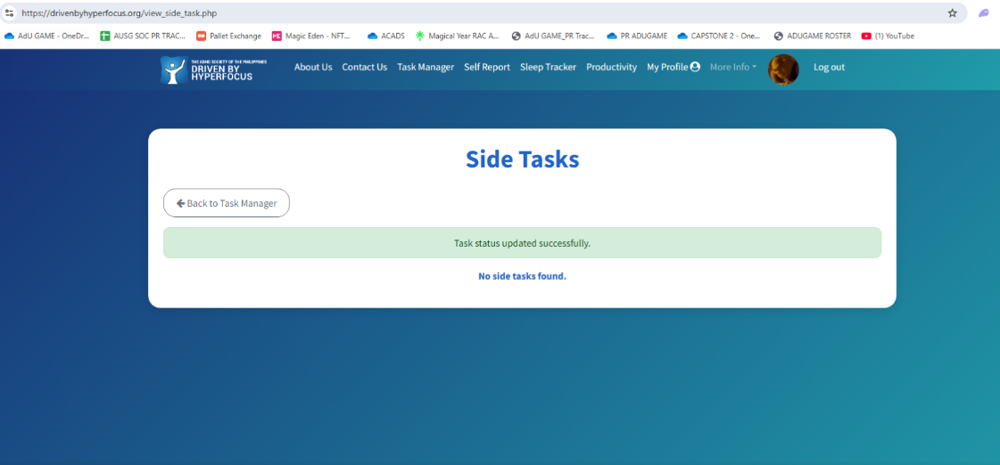 https://drivenbyhyperfocus.org/view_side_task.php
AdU GAME - OneDr... AUSG SOC PR TRAC... Pallet Exchange ME Magic Eden - NFT... ACADS Magical Year RAC A... AdU GAME_PR Trac... PR ADUGAME CAPSTONE 2 - One... ADUGAME ROSTER (1) YouTube
THE ADHD SOCIETY OF THE PHILIPPINES
DRIVEN BY
HYPERFOCUS
About Us Contact Us Task Manager Self Report Sleep Tracker Productivity My Profile More Info Log out
Side Tasks
Back to Task Manager
Task status updated successfully.
No side tasks found.